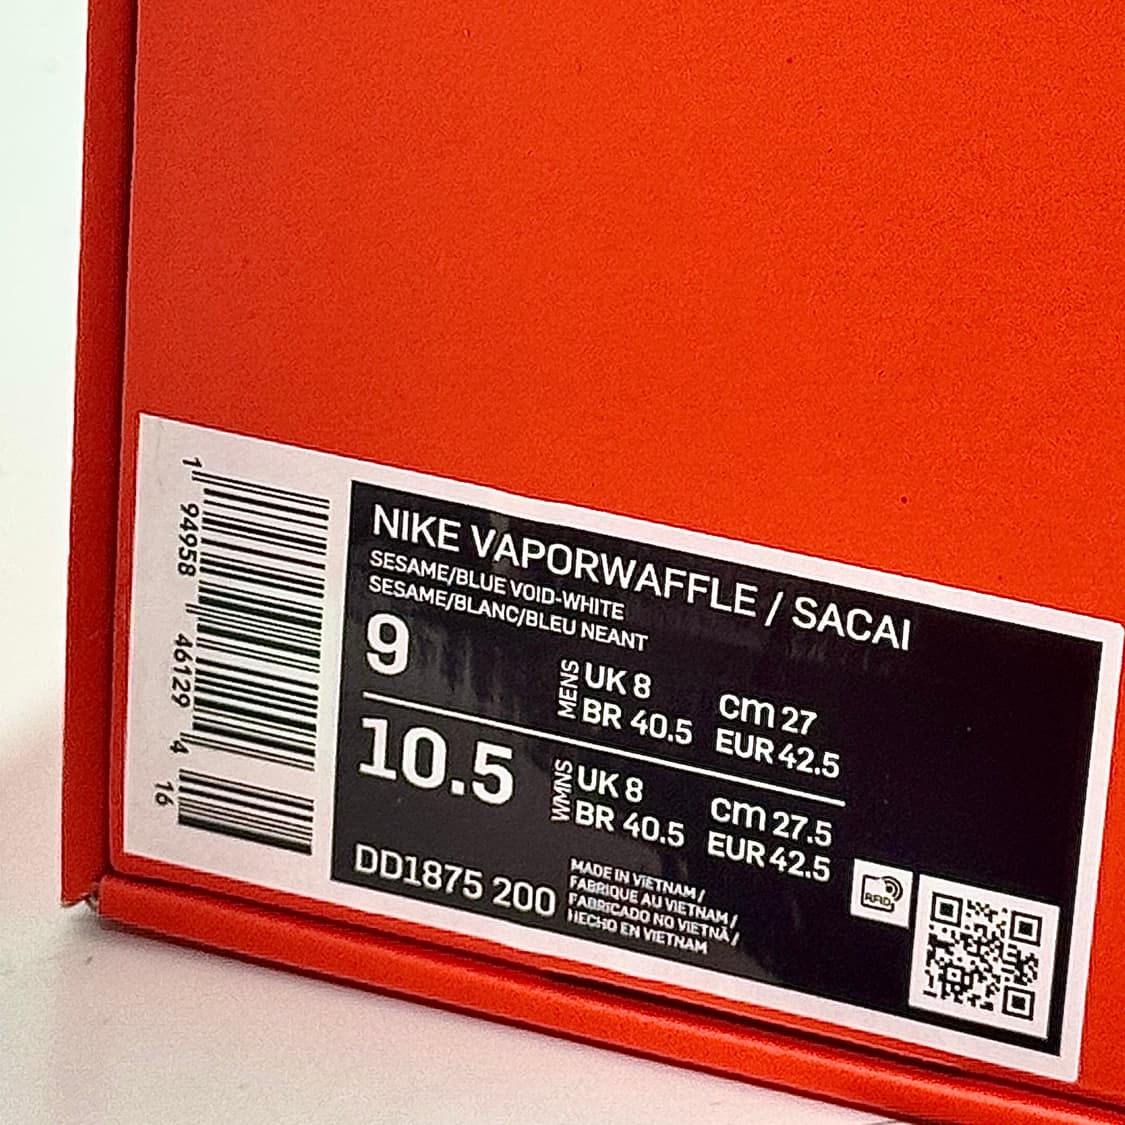 1 94958 46129 4 16
NIKE VAPORWAFFLE / SACAI
SESAME/BLUE VOID-WHITE
SESAME/BLANC/BLEU NEANT
9
MENS
UK 8 cm 27
BR 40.5 EUR 42.5
10.5
WMNS
UK 8 cm 27.5
BR 40.5 EUR 42.5
DD1875 200
MADE IN VIETNAM /
FABRIQUE AU VIETNAM /
FABRICADO NO VIETNÃ /
HECHO EN VIETNAM
RFID